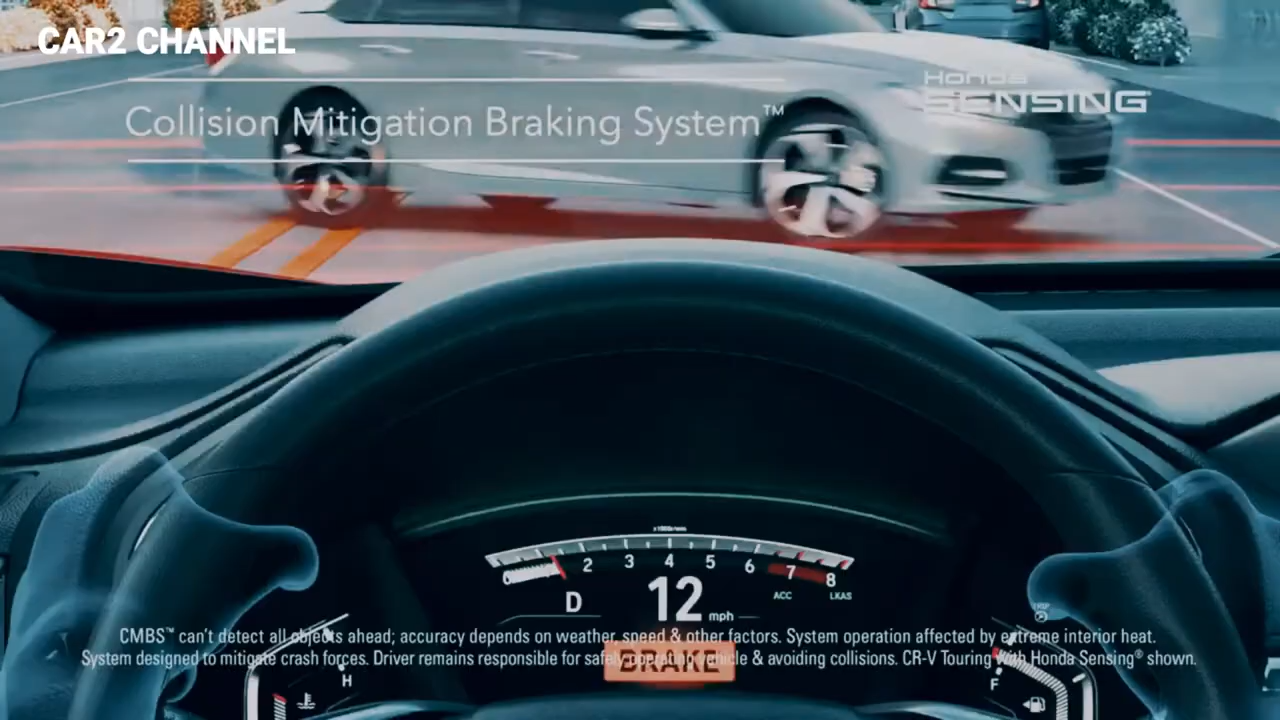 CAR2 CHANNEL
Honda
SENSING®
Collision Mitigation Braking System™
2 3 4 5 6 7 8
D
12 mph
ACC
LKAS
CMBS™ can't detect all objects ahead; accuracy depends on weather, speed & other factors. System operation affected by extreme interior heat.
System designed to mitigate crash forces. Driver remains responsible for safely operating vehicle & avoiding collisions. CR-V Touring with Honda Sensing® shown.
BRAKE
H
F